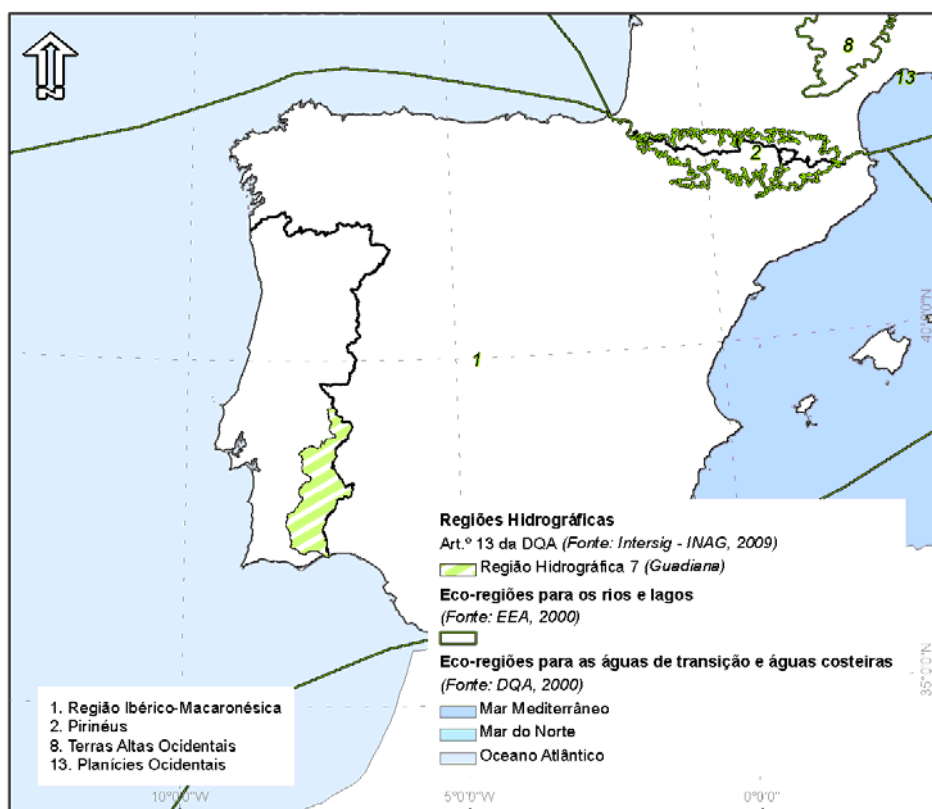 N
8
13
2
40°0'0"N
1
Regiões Hidrográficas
Art.º 13 da DQA (Fonte: Intersig - INAG, 2009)
Região Hidrográfica 7 (Guadiana)
Eco-regiões para os rios e lagos
(Fonte: EEA, 2000)
Eco-regiões para as águas de transição e águas costeiras
(Fonte: DQA, 2000)
Mar Mediterrâneo
Mar do Norte
Oceano Atlântico
35°0'0"N
1. Região Ibérico-Macaronésica
2. Pirinéus
8. Terras Altas Ocidentais
13. Planícies Ocidentais
10°0'0"W
5°0'0"W
0°0'0"